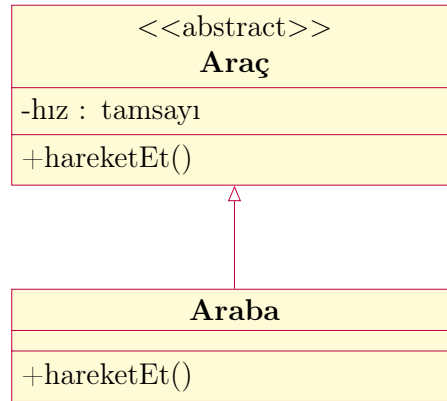 <<abstract>>
Araç
-hız : tamsayı
+hareketEt()
Araba
+hareketEt()